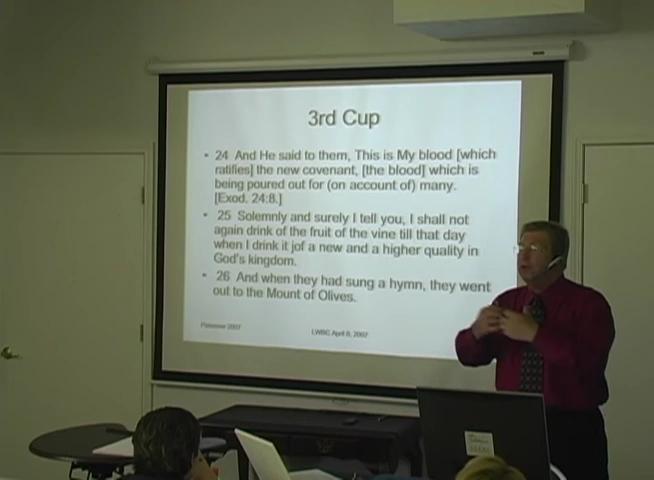 3rd Cup
• 24 And He said to them, This is My blood [which
ratifies] the new covenant, [the blood] which is
being poured out for (on account of) many.
[Exod. 24:8.]
• 25 Solemnly and surely I tell you, I shall not
again drink of the fruit of the vine till that day
when I drink it jof a new and a higher quality in
God's kingdom.
• 26 And when they had sung a hymn, they went
out to the Mount of Olives.
Passover 2007
LWBC April 8, 2007